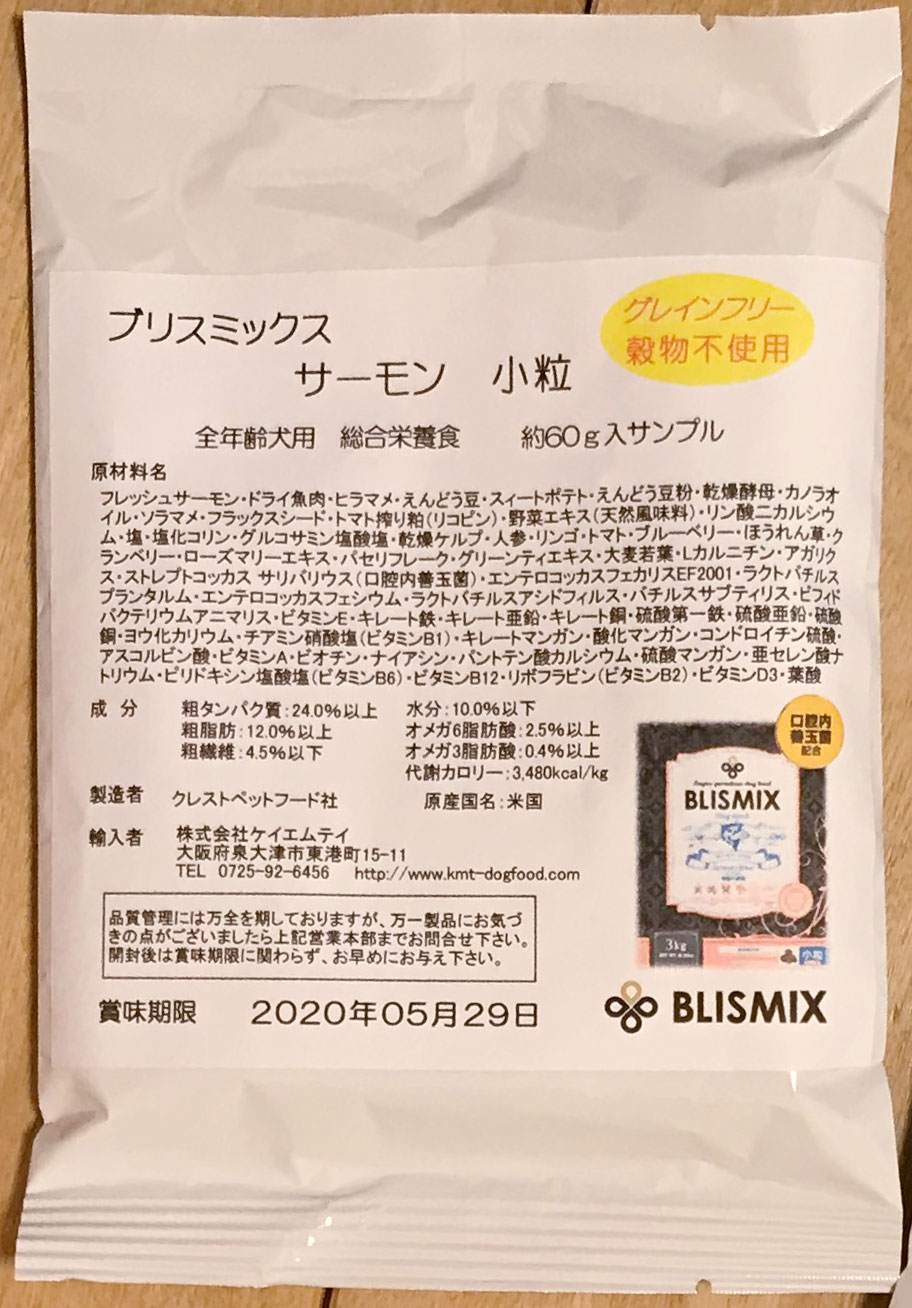 ブリスミックス
サーモン 小粒
グレインフリー
穀物不使用
全年齢犬用 総合栄養食 約60g入サンプル
原材料名
フレッシュサーモン・ドライ魚肉・ヒラマメ・えんどう豆・スィートポテト・えんどう豆粉・乾燥酵母・カノラオ
イル・ソラマメ・フラックスシード・トマト搾り粕(リコピン)・野菜エキス(天然風味料)・リン酸二カルシウ
ム・塩・塩化コリン・グルコサミン塩酸塩・乾燥ケルプ・人参・リンゴ・トマト・ブルーベリー・ほうれん草・ク
ランベリー・ローズマリーエキス・パセリフレーク・グリーンティエキス・大麦若葉・Lカルニチン・アガリク
ス・ストレプトコッカス サリバリウス(口腔内善玉菌)・エンテロコッカスフェカリスEF2001・ラクトバチルス
プランタルム・エンテロコッカスフェシウム・ラクトバチルスアシドフィルス・バチルスサブティリス・ビフィド
バクテリウムアニマリス・ビタミンE・キレート鉄・キレート亜鉛・キレート銅・硫酸第一鉄・硫酸亜鉛・硫酸
銅・ヨウ化カリウム・チアミン硝酸塩(ビタミンB1)・キレートマンガン・酸化マンガン・コンドロイチン硫酸・
アスコルビン酸・ビタミンA・ビオチン・ナイアシン・パントテン酸カルシウム・硫酸マンガン・亜セレン酸ナ
トリウム・ピリドキシン塩酸塩(ビタミンB6)・ビタミンB12・リボフラビン(ビタミンB2)・ビタミンD3・葉酸
成分 粗タンパク質:24.0%以上 水分:10.0%以下
粗脂肪:12.0%以上 オメガ6脂肪酸:2.5%以上
粗繊維:4.5%以下 オメガ3脂肪酸:0.4%以上
代謝カロリー:3,480kcal/kg
製造者 クレストペットフード社 原産国名:米国
輸入者 株式会社ケイエムテイ
大阪府泉大津市東港町15-11
TEL 0725-92-6456 http://www.kmt-dogfood.com
口腔内
善玉菌
配合
BLISMIX
3kg
小粒
品質管理には万全を期しておりますが、万一製品にお気づ
きの点がございましたら上記営業本部までお問合せ下さい。
開封後は賞味期限に関わらず、お早めにお与え下さい。
賞味期限 2020年05月29日
BLISMIX